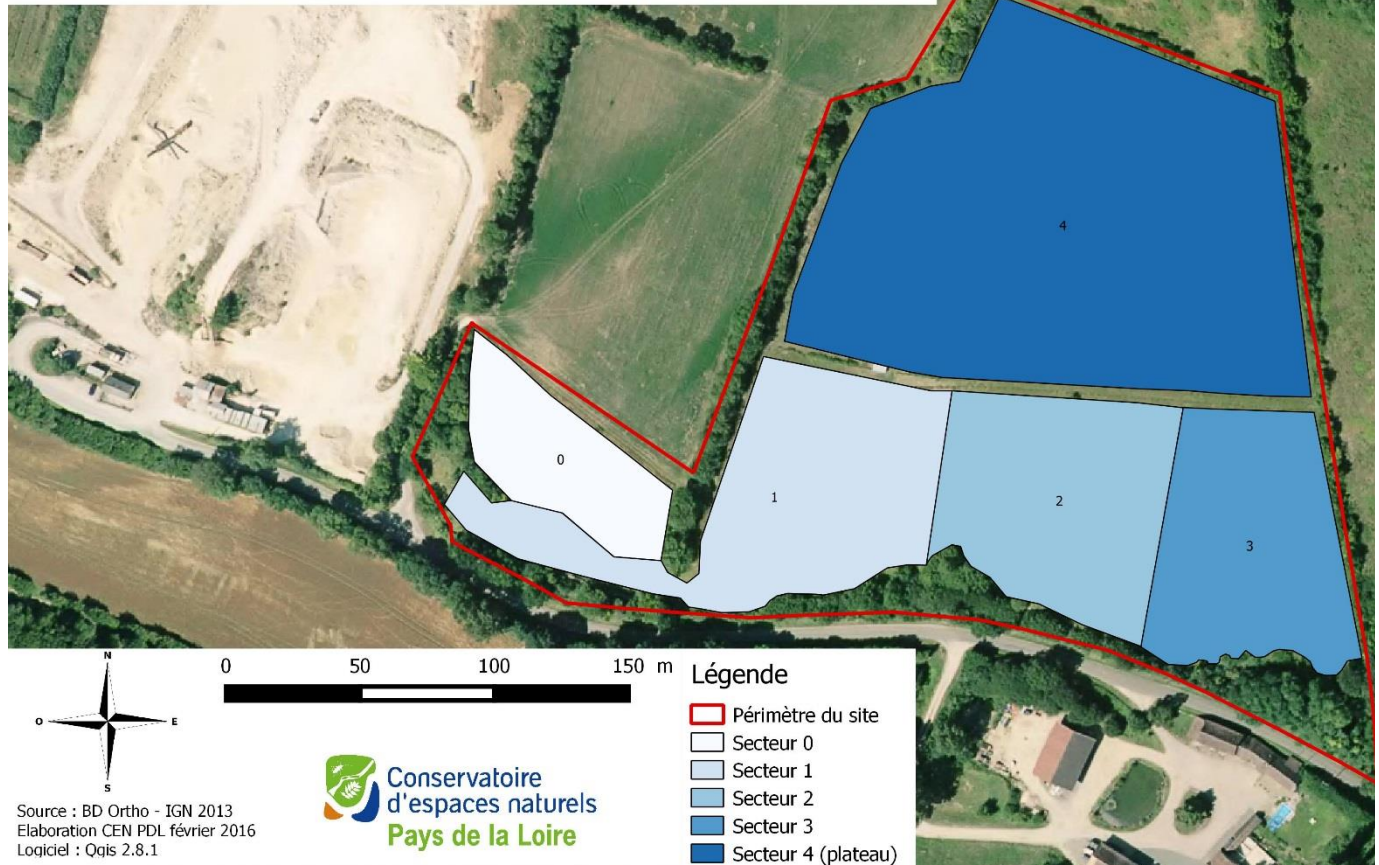 4
0
1
2
3
N
O
E
S
0 50 100 150 m
Source : BD Ortho - IGN 2013
Elaboration CEN PDL février 2016
Logiciel : Qgis 2.8.1
Conservatoire
d'espaces naturels
Pays de la Loire
Légende
Périmètre du site
Secteur 0
Secteur 1
Secteur 2
Secteur 3
Secteur 4 (plateau)